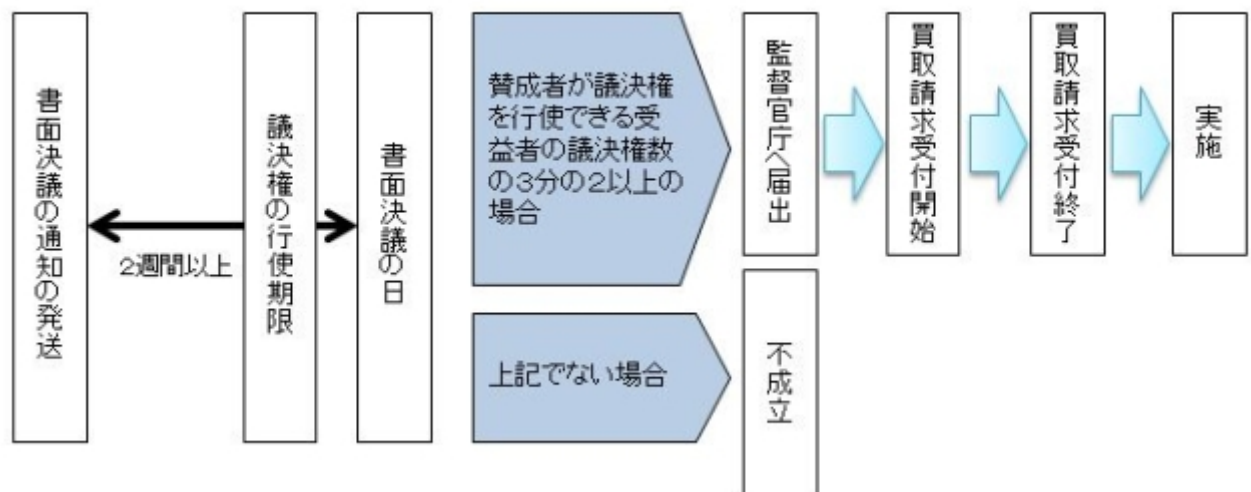 書面決議の通知の発送
2週間以上
議決権の行使期限
書面決議の日
賛成者が議決権
を行使できる受
益者の議決権数
の3分の2以上の
場合
監督官庁へ届出
買取請求受付開始
買取請求受付終了
実施
上記でない場合
不成立